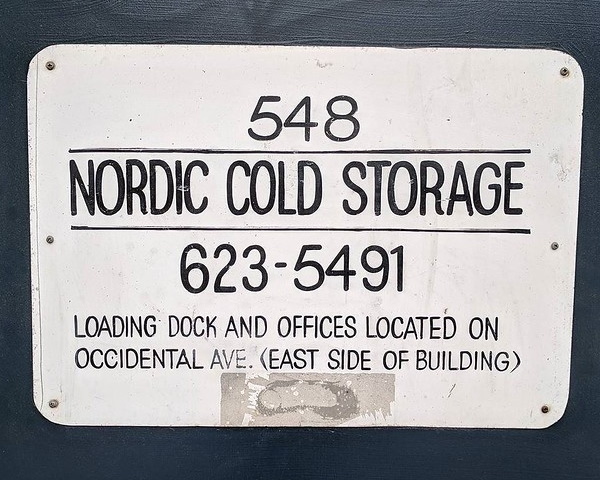 548
NORDIC COLD STORAGE
623-5491
LOADING DOCK AND OFFICES LOCATED ON
OCCIDENTAL AVE. (EAST SIDE OF BUILDING)